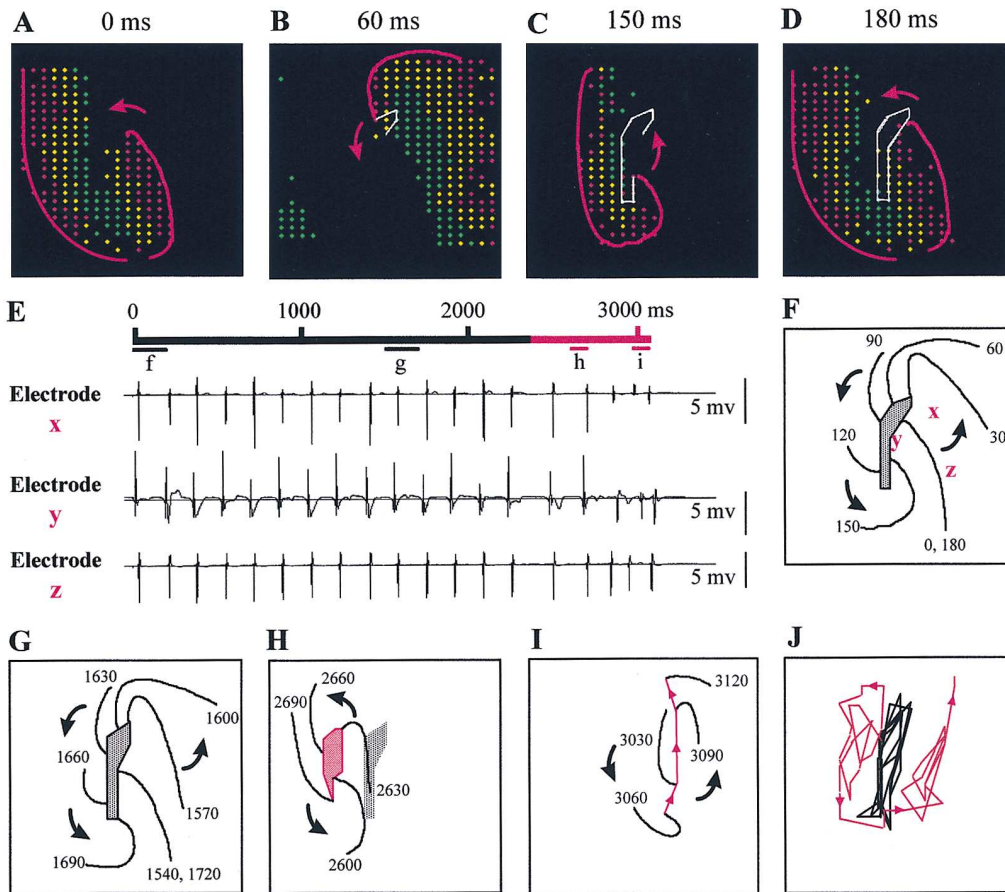 A 0 ms
B 60 ms
C 150 ms
D 180 ms
E
0 1000 2000 3000 ms
f g h i
Electrode
x
5 mv
Electrode
y
5 mv
Electrode
z
5 mv
F
90 60
x
y
120 30
z
150
0, 180
G
1630
1600
1660
1570
1690
1540, 1720
H
2660
2690
2630
2600
I
3120
3030
3090
3060
J